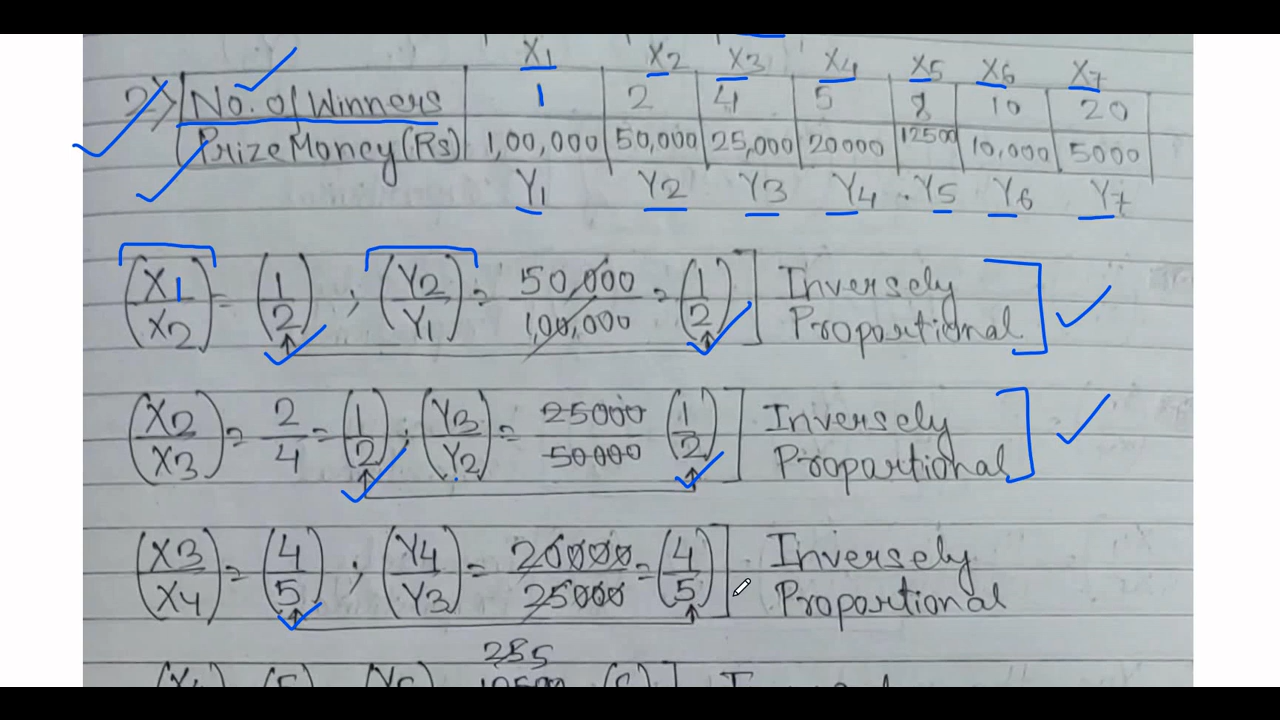 X1 X2 X3 X4 X5 X6 X7
2) No. of Winners 1 2 4 5 8 10 20
Prize Money (Rs) 1,00,000 50,000 25,000 20000 12500 10,000 5000
Y1 Y2 Y3 Y4 Y5 Y6 Y7
(X1/X2) = (1/2) ; (Y2/Y1) = 50,000/1,00,000 = (1/2) ] Inversely
Proportional
(X2/X3) = 2/4 = (1/2) ; (Y3/Y2) = 25000/50000 (1/2) ] Inversely
Proportional
(X3/X4) = (4/5) ; (Y4/Y3) = 20000/25000 = (4/5) ] Inversely
Proportional